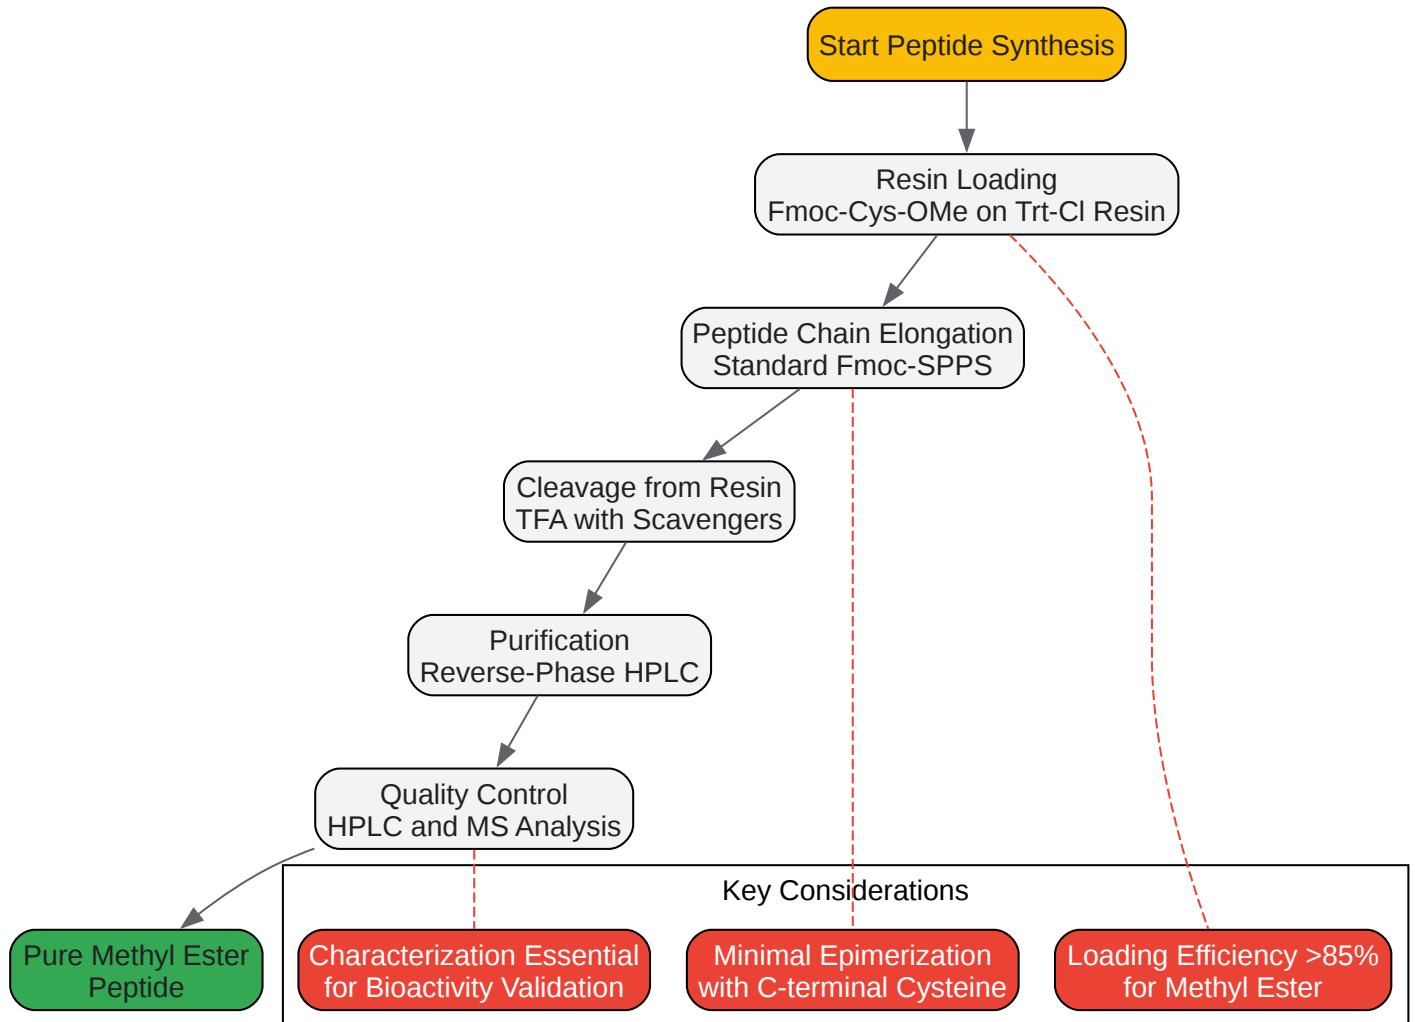 Start Peptide Synthesis
Resin Loading
Fmoc-Cys-OMe on Trt-Cl Resin
Peptide Chain Elongation
Standard Fmoc-SPPS
Cleavage from Resin
TFA with Scavengers
Purification
Reverse-Phase HPLC
Quality Control
HPLC and MS Analysis
Key Considerations
Pure Methyl Ester
Peptide
Characterization Essential
for Bioactivity Validation
Minimal Epimerization
with C-terminal Cysteine
Loading Efficiency >85%
for Methyl Ester